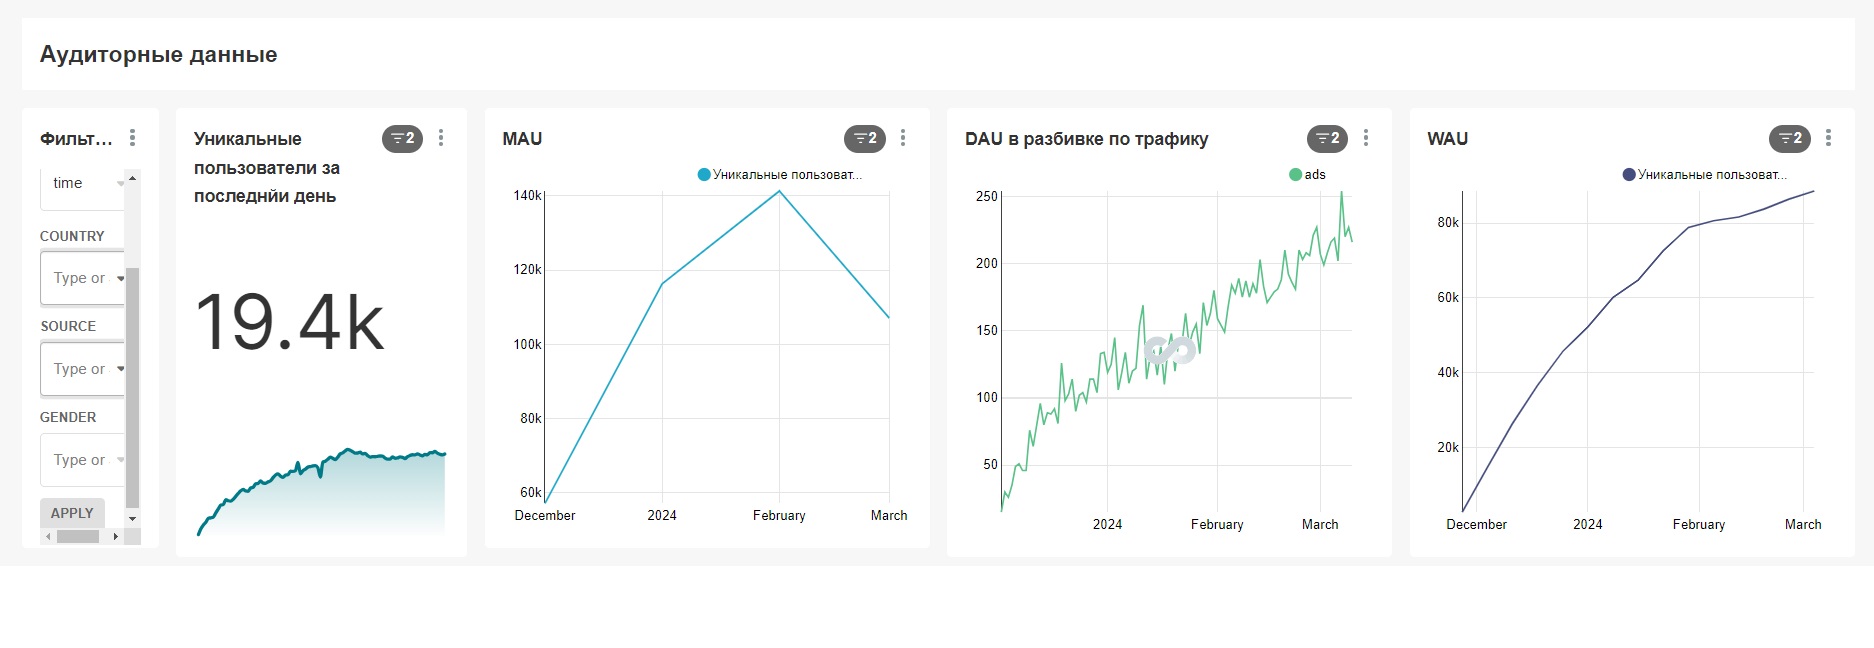 Аудиторные данные
Фильт...
time
COUNTRY
Type or
SOURCE
Type or
GENDER
Type or
APPLY
Уникальные
пользователи за
последнйи день
2
19.4k
MAU
2
Уникальные пользоват...
140k
120k
100k
80k
60k
December 2024 February March
DAU в разбивке по трафику
2
ads
250
200
150
100
50
2024 February March
WAU
2
Уникальные пользоват...
80k
60k
40k
20k
December 2024 February March